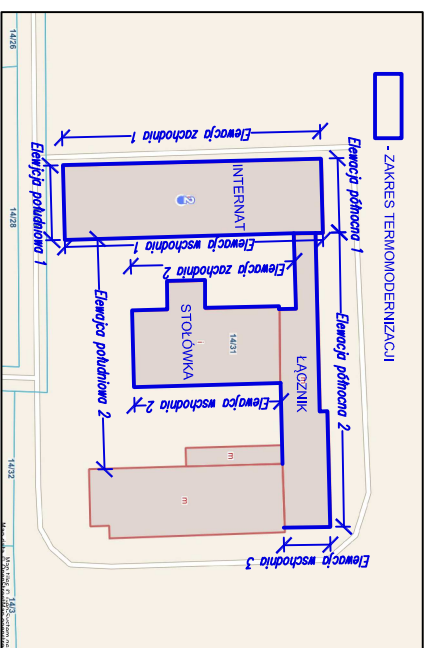 - ZAKRES TERMOMODERNIZACJI
14/26
14/28
Elewacja zachodnia 1
Elewacja północna 1
Elewacja południowa 1
INTERNAT
Elewacja wschodnia 1
Elewacja zachodnia 2
Elewacja północna 2
ŁĄCZNIK
14/31
i
STOŁÓWKA
Elewajca południowa 2
Elewajca wschodnia 2
m
m
Elewacja wschodnia 3
14/32